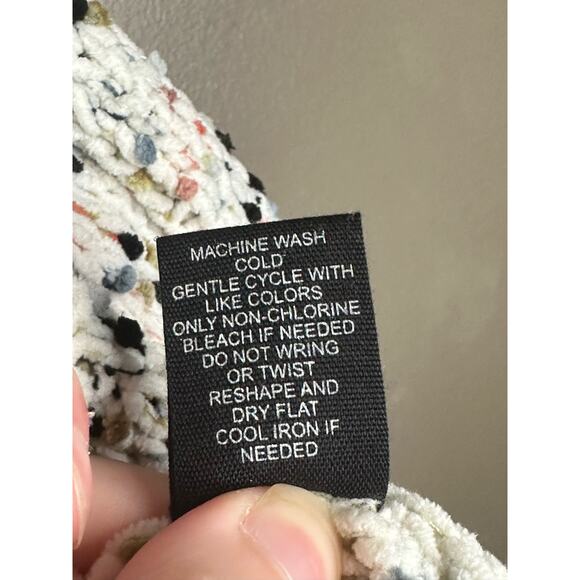 MACHINE WASH
COLD
GENTLE CYCLE WITH
LIKE COLORS
ONLY NON-CHLORINE
BLEACH IF NEEDED
DO NOT WRING
OR TWIST
RESHAPE AND
DRY FLAT
COOL IRON IF
NEEDED